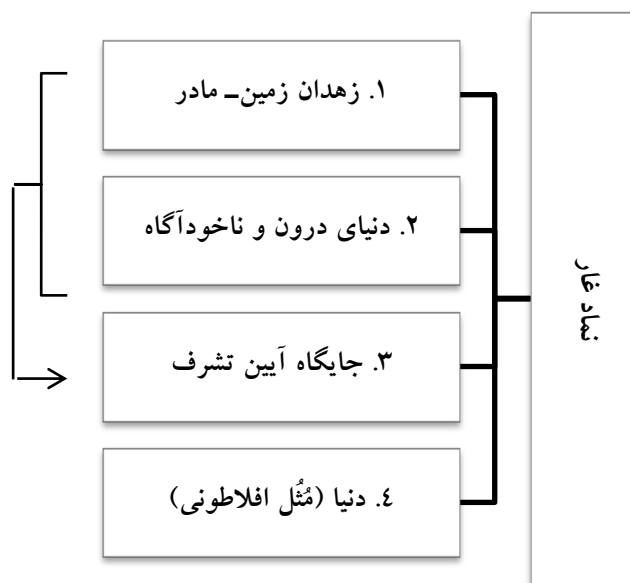 نماد غار
۱. زهدان زمین- مادر
۲. دنیای درون و ناخودآگاه
۳. جایگاه آیین تشرف
٤. دنیا (مُثُل افلاطونی)